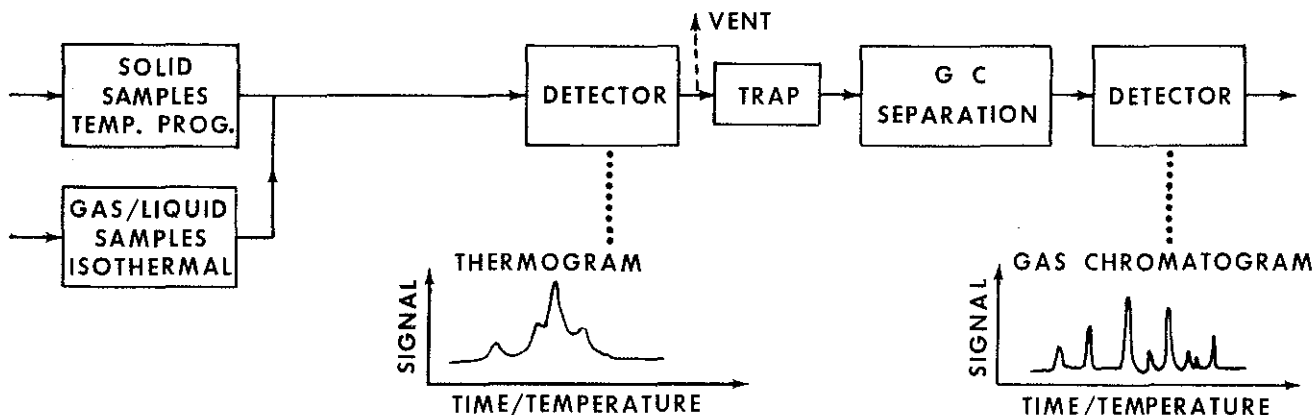 VENT
SOLID
SAMPLES
TEMP. PROG.
DETECTOR
TRAP
G C
SEPARATION
DETECTOR
GAS/LIQUID
SAMPLES
ISOTHERMAL
THERMOGRAM
SIGNAL
TIME/TEMPERATURE
GAS CHROMATOGRAM
SIGNAL
TIME/TEMPERATURE